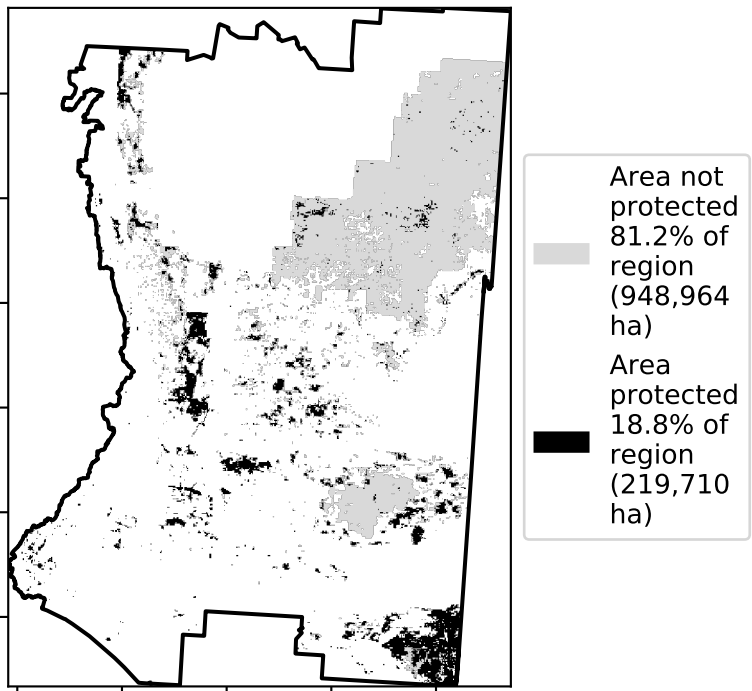 Area not
protected
81.2% of
region
(948,964
ha)
Area
protected
18.8% of
region
(219,710
ha)